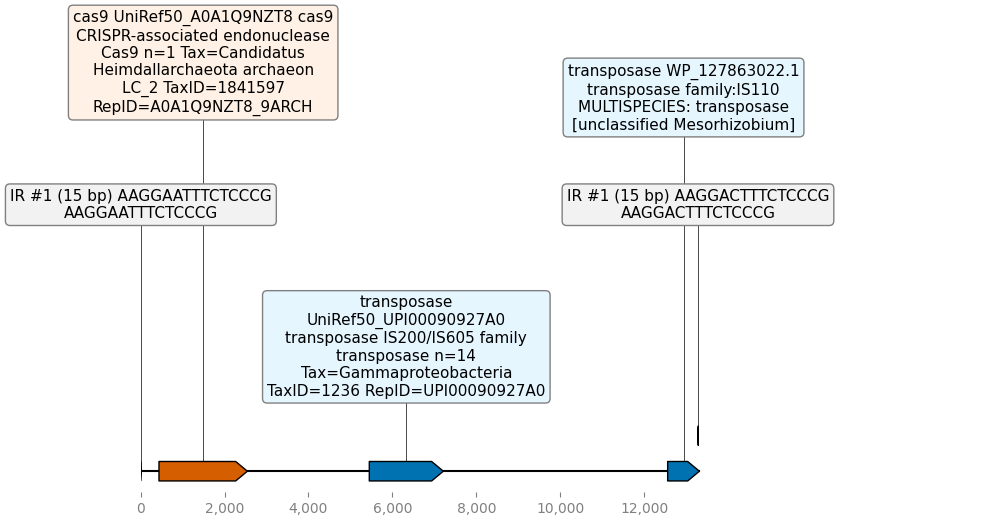 cas9 UniRef50_A0A1Q9NZT8 cas9
CRISPR-associated endonuclease
Cas9 n=1 Tax=Candidatus
Heimdallarchaeota archaeon
LC_2 TaxID=1841597
RepID=A0A1Q9NZT8_9ARCH
transposase WP_127863022.1
transposase family:IS110
MULTISPECIES: transposase
[unclassified Mesorhizobium]
IR #1 (15 bp) AAGGAATTTCTCCCG
AAGGAATTTCTCCCG
IR #1 (15 bp) AAGGACTTTCTCCCG
AAGGACTTTCTCCCG
transposase
UniRef50_UPI00090927A0
transposase IS200/IS605 family
transposase n=14
Tax=Gammaproteobacteria
TaxID=1236 RepID=UPI00090927A0
0 2,000 4,000 6,000 8,000 10,000 12,000